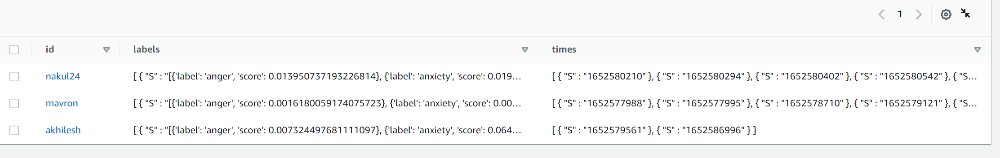 1
id labels times
nakul24 [ { "S" : "[{'label': 'anger', 'score': 0.013950737193226814}, {'label': 'anxiety', 'score': 0.019... [ { "S" : "1652580210" }, { "S" : "1652580294" }, { "S" : "1652580402" }, { "S" : "1652580542" }, { "S...
mavron [ { "S" : "[{'label': 'anger', 'score': 0.0016180059174075723}, {'label': 'anxiety', 'score': 0.00... [ { "S" : "1652577988" }, { "S" : "1652577995" }, { "S" : "1652578710" }, { "S" : "1652579121" }, { "S...
akhilesh [ { "S" : "[{'label': 'anger', 'score': 0.007324497681111097}, {'label': 'anxiety', 'score': 0.064... [ { "S" : "1652579561" }, { "S" : "1652586996" } ]